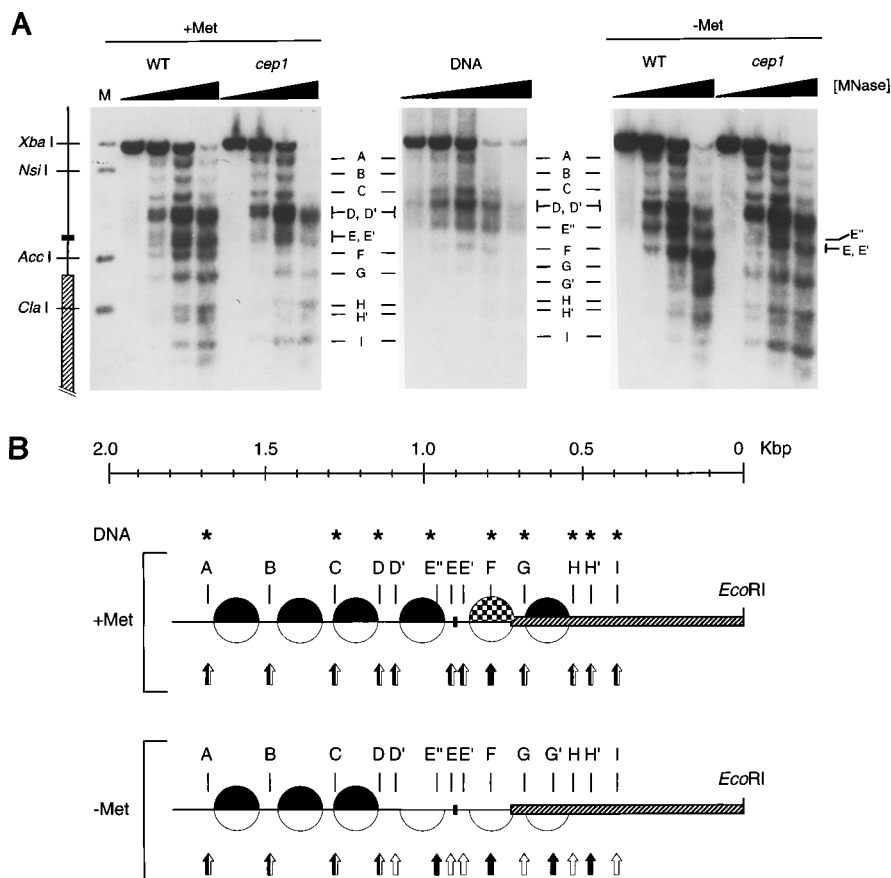 A
+Met
-Met
WT cep1 DNA WT cep1 [MNase]
M
Xba I
Nsi I
Acc I
Cla I
A
B
C
D, D'
E, E'
F
G
H
H'
I
A
B
C
D, D'
E"
F
G
G'
H
H'
I
E"
E, E'
B
2.0 1.5 1.0 0.5 0 Kbp
DNA * * * * * * * * *
A B C D D' E" E E' F G H H' I
EcoRI
+Met
A B C D D' E" E E' F G G' H H' I
EcoRI
-Met